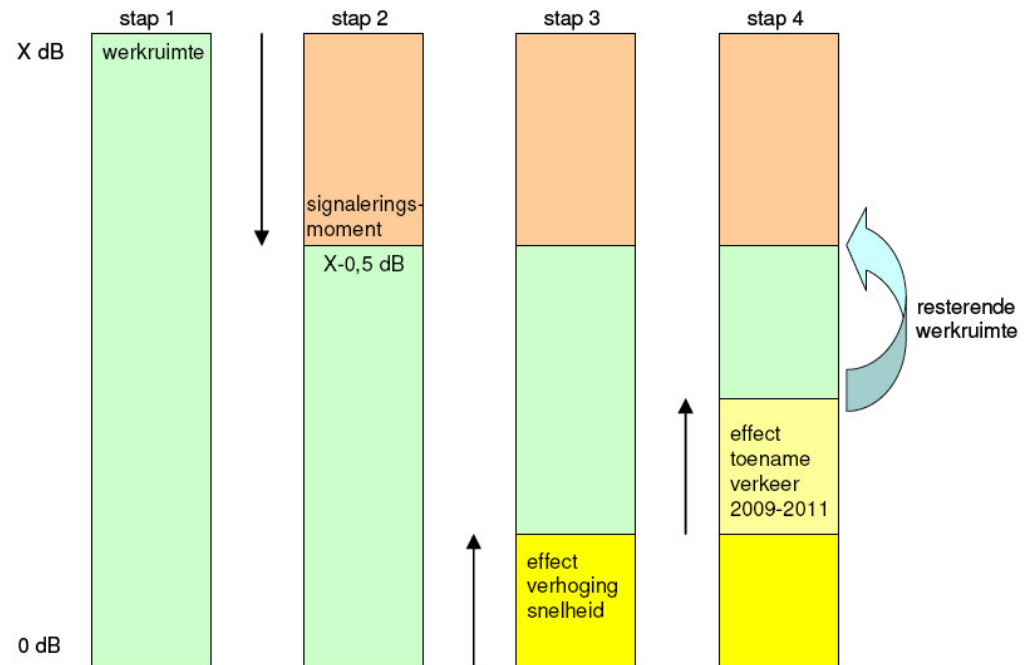 stap 1
stap 2
stap 3
stap 4
X dB
werkruimte
signalerings-
moment
X-0,5 dB
resterende
werkruimte
effect
toename
verkeer
2009-2011
effect
verhoging
snelheid
0 dB